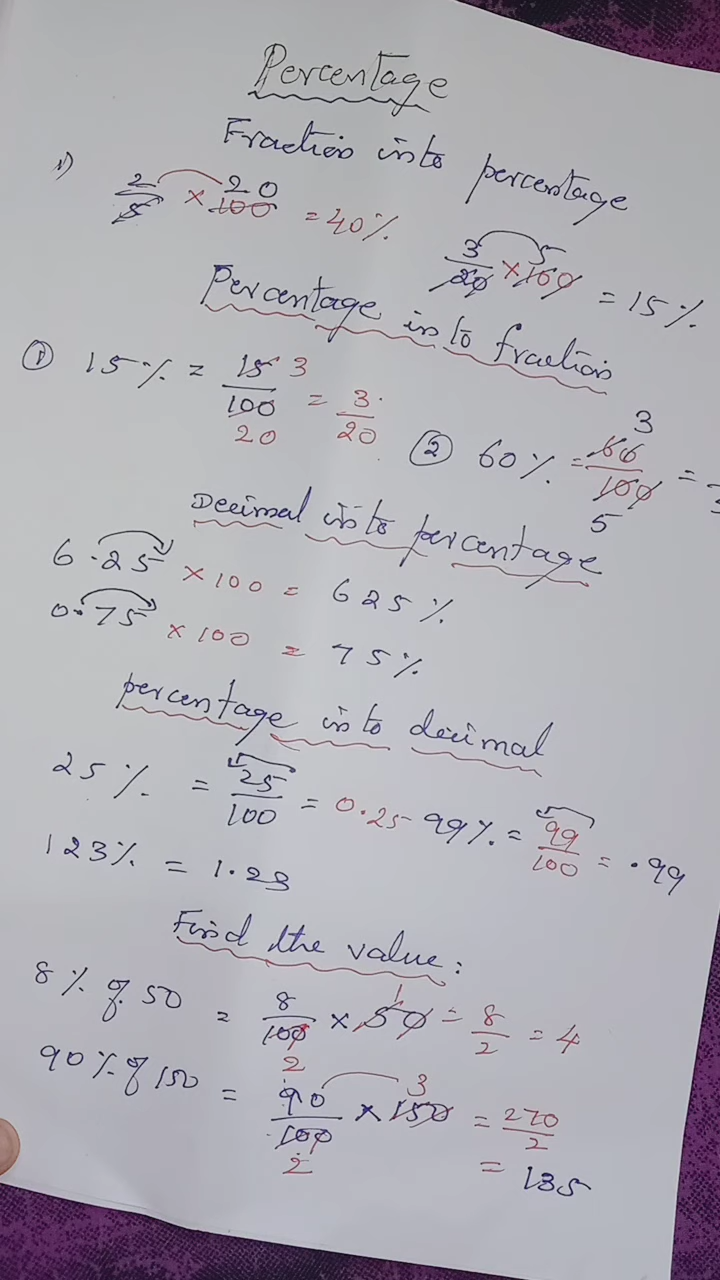 Percentage
Fraction into percentage
1) 2/5 × 20 100 = 40%
3/20 × 5 100 = 15%
Percentage into fraction
① 15% = 15/100 3 20 = 3/20
② 60% = 60/100 3 5 =
Decimal into percentage
6.25 × 100 = 625%
0.75 × 100 = 75%
percentage into decimal
25% = 25/100 = 0.25 99% = 99/100 = .99
123% = 1.23
Find the value:
8% of 50 = 8/100 2 × 50 1 = 8/2 = 4
90% of 150 = 90/100 2 × 150 3 = 270/2
= 135